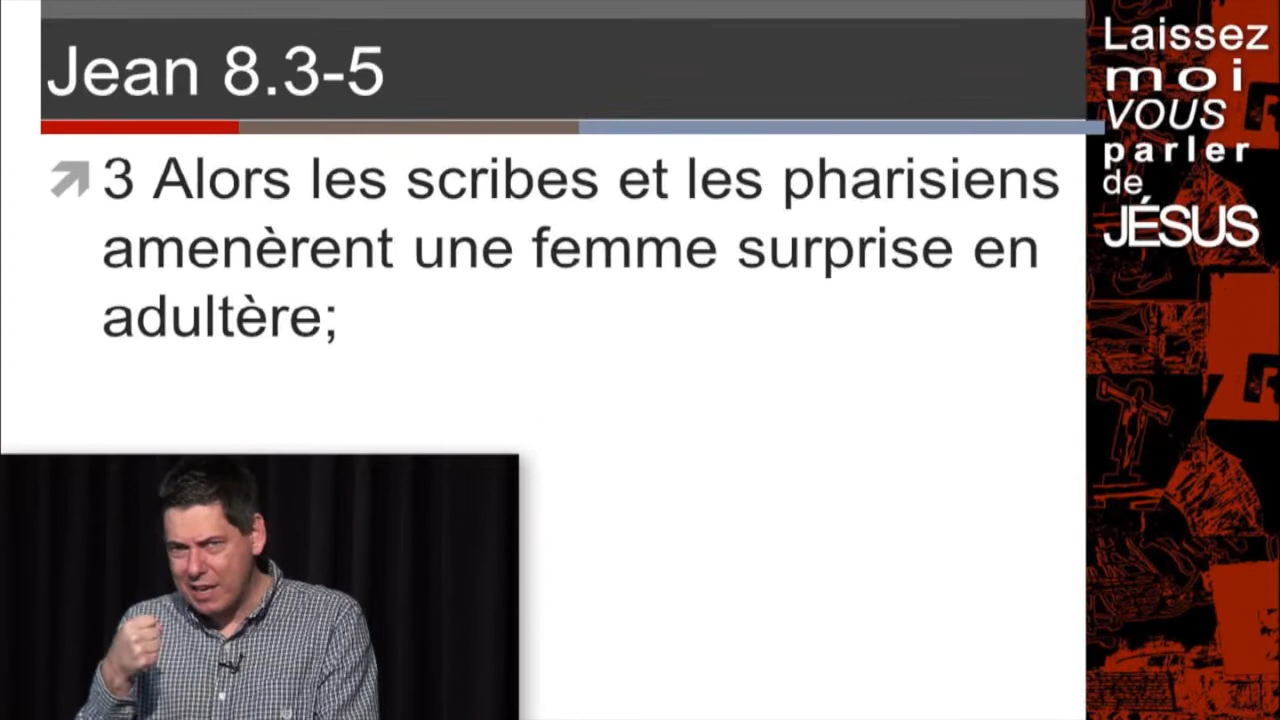 Jean 8.3-5
3 Alors les scribes et les pharisiens
amenèrent une femme surprise en
adultère;
Laissez
moi
VOUS
parler
de
JÉSUS